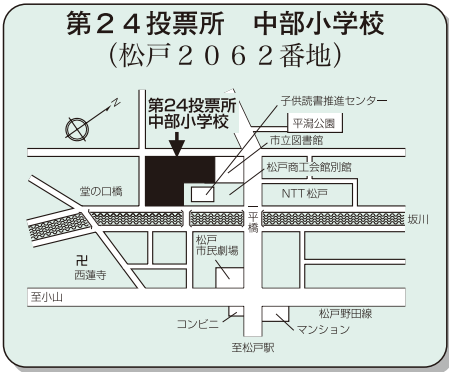 第２４投票所　中部小学校
（松戸２０６２番地）
N
子供読書推進センター
第24投票所
中部小学校
平潟公園
市立図書館
松戸商工会館別館
堂の口橋
NTT松戸
一平橋
坂川
松戸
市民劇場
卍
西蓮寺
至小山
コンビニ
松戸野田線
マンション
至松戸駅